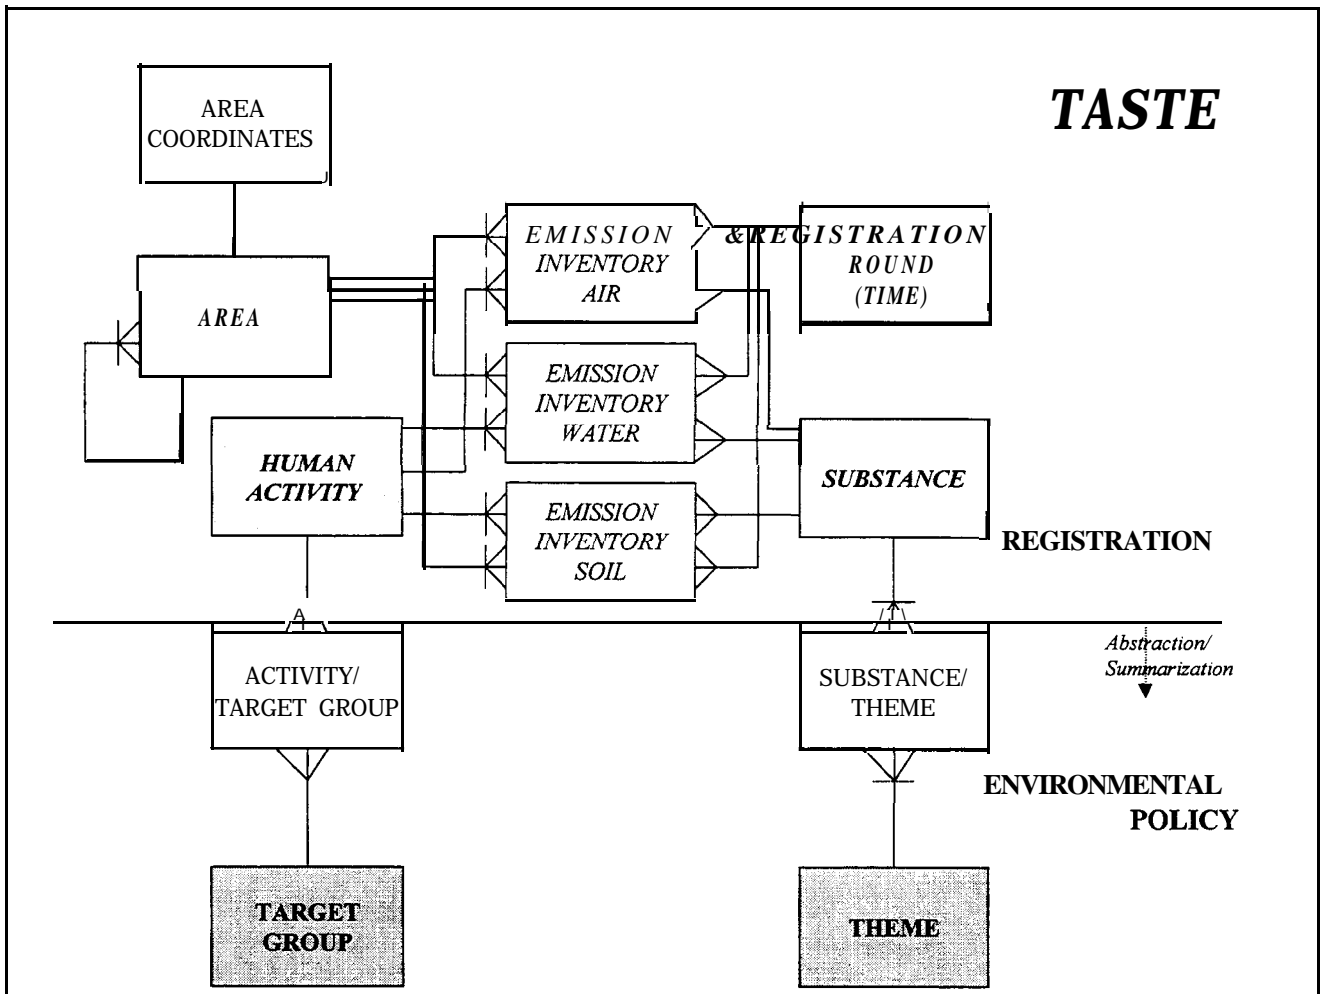 TASTE
AREA
COORDINATES
EMISSION
INVENTORY
AIR
&REGISTRATION
ROUND
(TIME)
AREA
EMISSION
INVENTORY
WATER
HUMAN
ACTIVITY
SUBSTANCE
EMISSION
INVENTORY
SOIL
REGISTRATION
Abstraction/
Summarization
ACTIVITY/
TARGET GROUP
SUBSTANCE/
THEME
ENVIRONMENTAL
POLICY
TARGET
GROUP
THEME